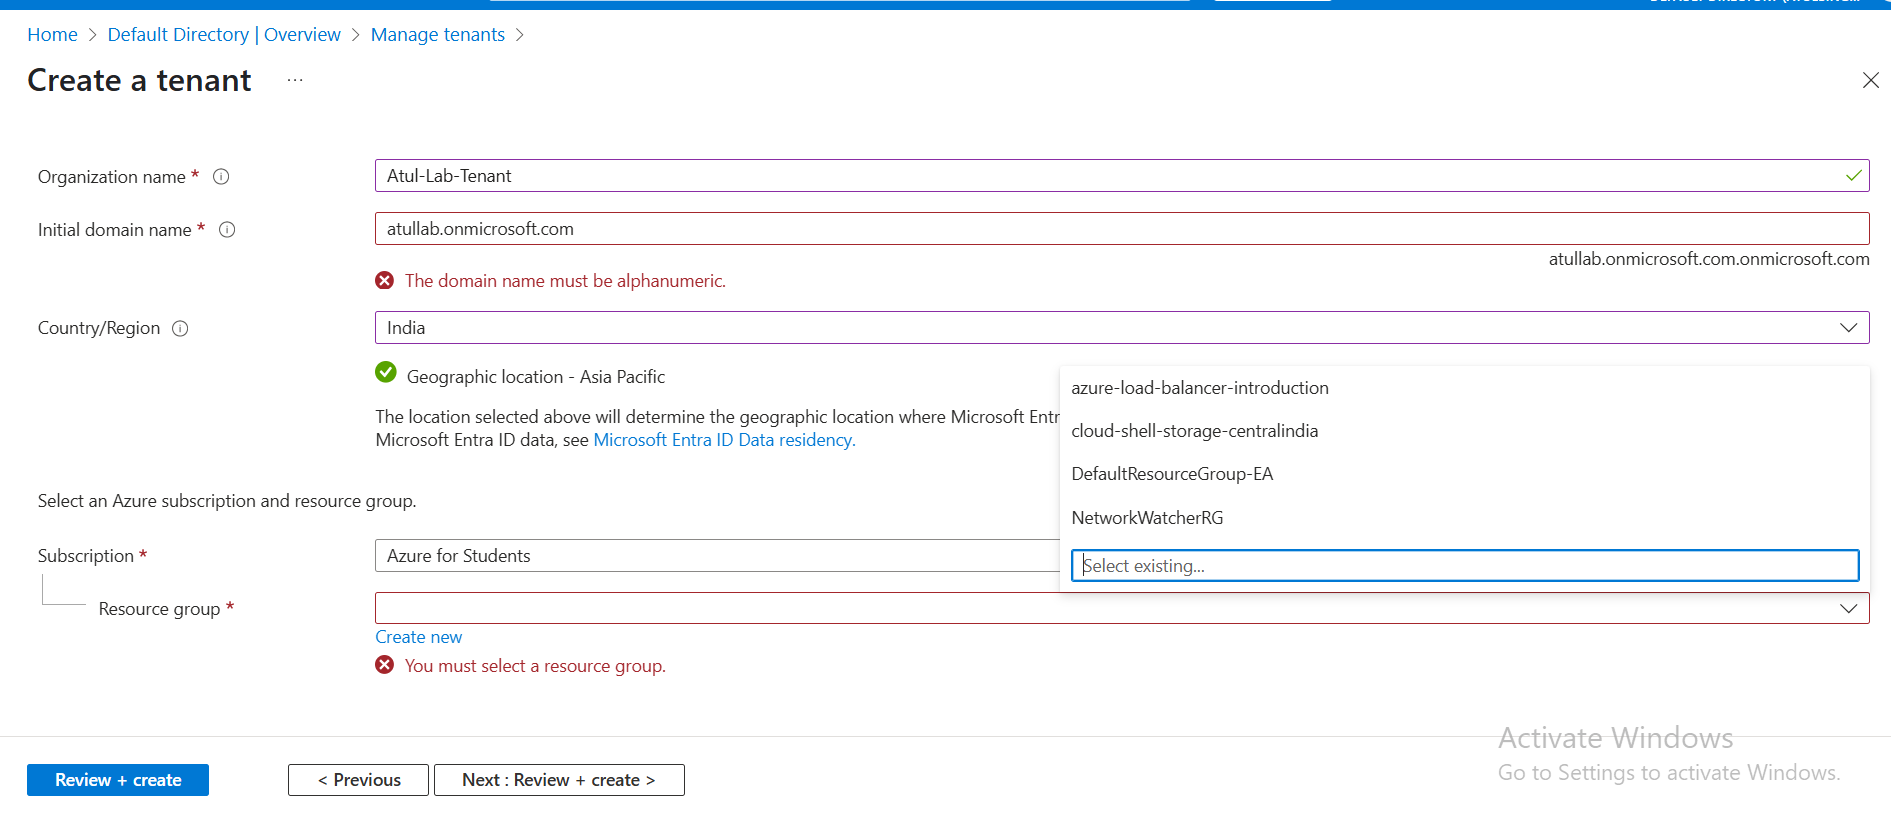 Home > Default Directory | Overview > Manage tenants >
Create a tenant ...
Organization name * Atul-Lab-Tenant
Initial domain name * atullab.onmicrosoft.com
atullab.onmicrosoft.com.onmicrosoft.com
The domain name must be alphanumeric.
Country/Region India
Geographic location - Asia Pacific
The location selected above will determine the geographic location where Microsoft Entr
Microsoft Entra ID data, see Microsoft Entra ID Data residency.
azure-load-balancer-introduction
cloud-shell-storage-centralindia
DefaultResourceGroup-EA
NetworkWatcherRG
Select existing...
Select an Azure subscription and resource group.
Subscription * Azure for Students
Resource group *
Create new
You must select a resource group.
Activate Windows
Go to Settings to activate Windows.
Review + create
< Previous
Next : Review + create >